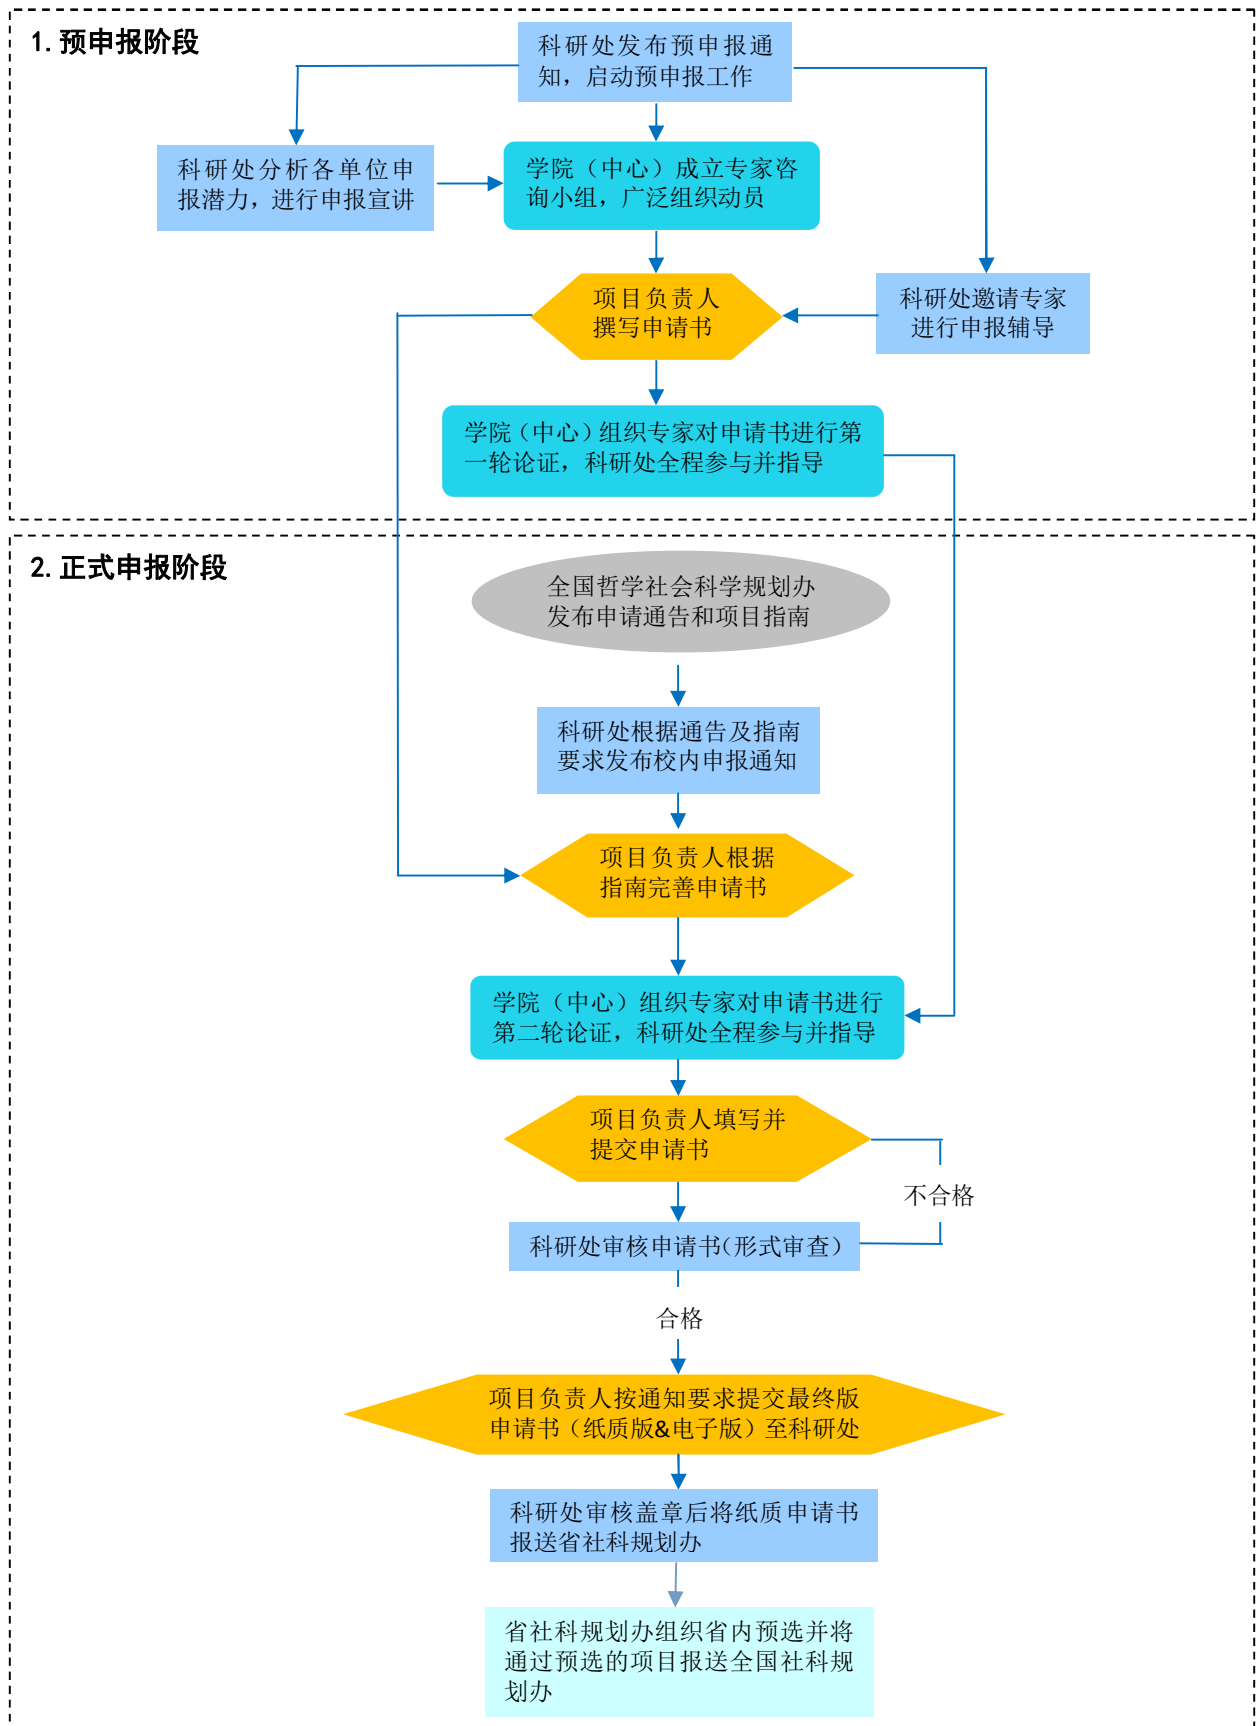 1.预申报阶段
科研处发布预申报通
知，启动预申报工作
科研处分析各单位申
报潜力，进行申报宣讲
学院（中心）成立专家咨
询小组，广泛组织动员
项目负责人
撰写申请书
科研处邀请专家
进行申报辅导
学院（中心）组织专家对申请书进行第
一轮论证，科研处全程参与并指导
2.正式申报阶段
全国哲学社会科学规划办
发布申请通告和项目指南
科研处根据通告及指南
要求发布校内申报通知
项目负责人根据
指南完善申请书
学院（中心）组织专家对申请书进行
第二轮论证，科研处全程参与并指导
项目负责人填写并
提交申请书
不合格
科研处审核申请书（形式审查）
合格
项目负责人按通知要求提交最终版
申请书（纸质版&电子版）至科研处
科研处审核盖章后将纸质申请书
报送省社科规划办
省社科规划办组织省内预选并将
通过预选的项目报送全国社科规
划办